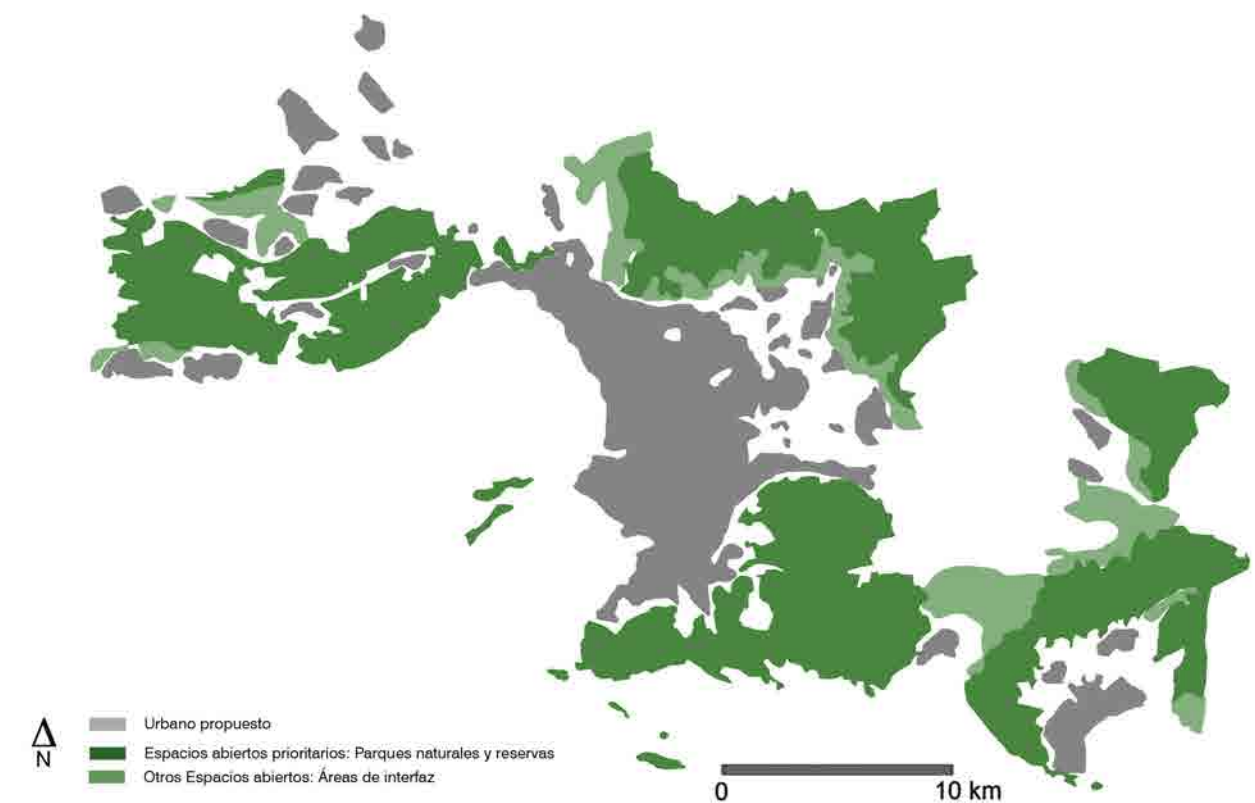 Urbano propuesto
Espacios abiertos prioritarios: Parques naturales y reservas
Otros Espacios abiertos: Áreas de interfaz
N
0 10 km